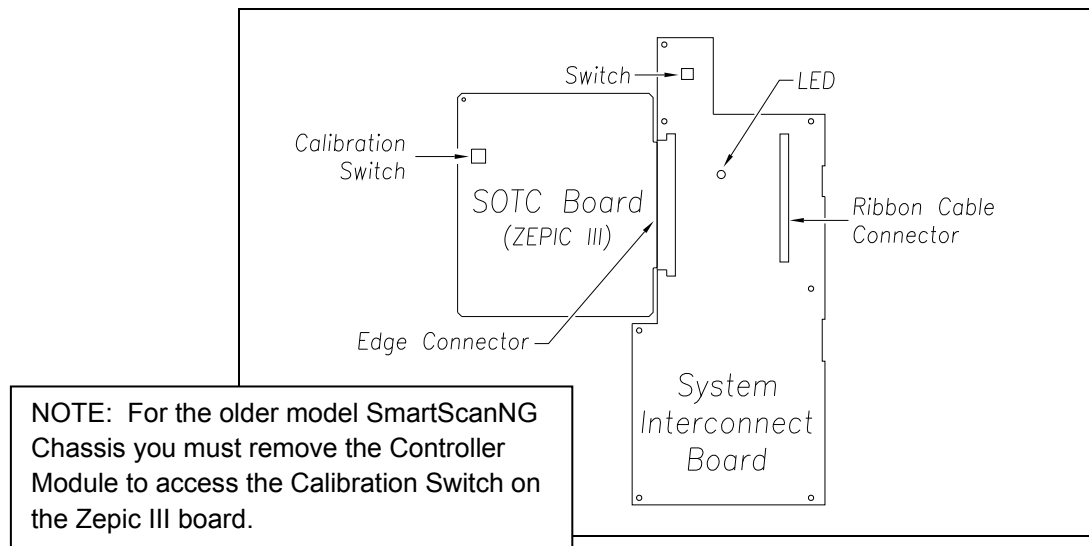 Switch
LED
Calibration
Switch
SOTC Board
(ZEPIC III)
Ribbon Cable
Connector
Edge Connector
System
Interconnect
Board
NOTE:  For the older model SmartScanNG
Chassis you must remove the Controller
Module to access the Calibration Switch on
the Zepic III board.